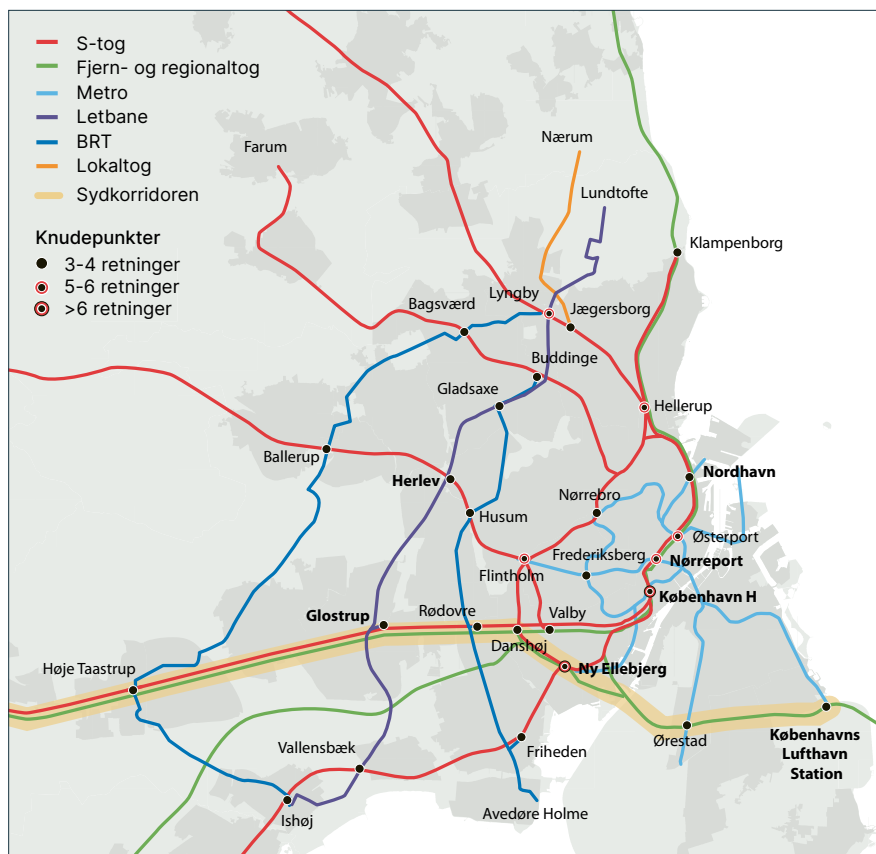 S-tog
Fjern- og regionaltog
Metro
Letbane
BRT
Lokaltog
Sydkorridoren
Knudepunkter
3-4 retninger
5-6 retninger
>6 retninger
Farum
Nærum
Lundtofte
Klampenborg
Lyngby
Jægersborg
Bagsværd
Buddinge
Gladsaxe
Hellerup
Ballerup
Herlev
Nordhavn
Nørrebro
Husum
Østerport
Frederiksberg
Nørreport
Flintholm
København H
Glostrup
Rødovre
Valby
Danshøj
Høje Taastrup
Ny Ellebjerg
Ørestad
Københavns
Lufthavn
Station
Vallensbæk
Friheden
Ishøj
Avedøre Holme